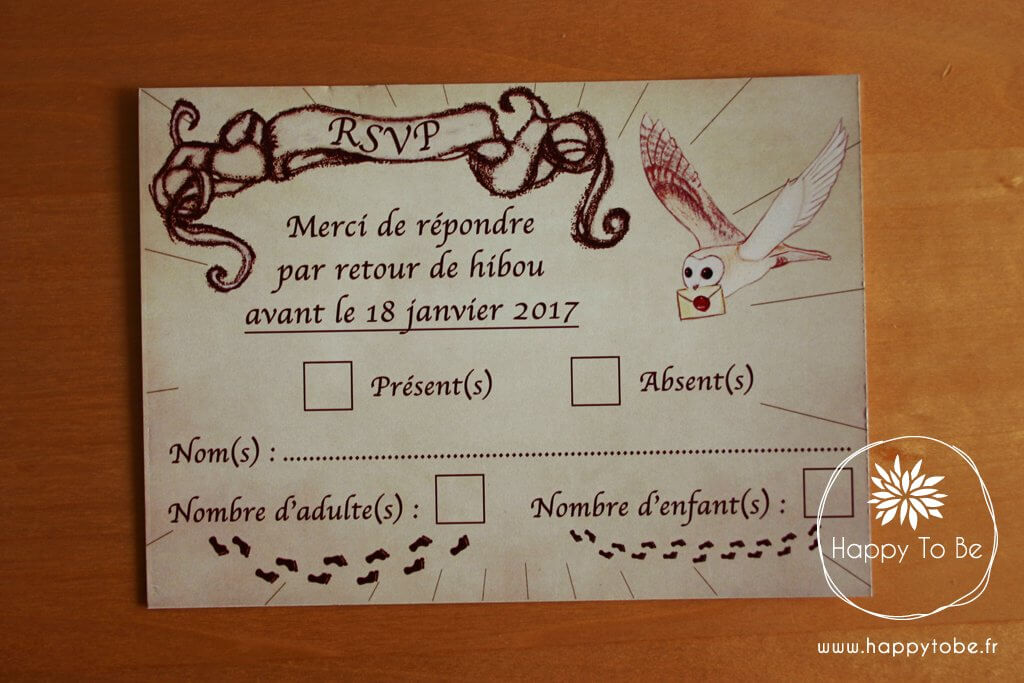 RSVP
Merci de répondre
par retour de hibou
avant le 18 janvier 2017
Présent(s) Absent(s)
Nom(s) : ................................................................................
Nombre d'adulte(s) : Nombre d'enfant(s) :
Happy To Be
www.happytobe.fr